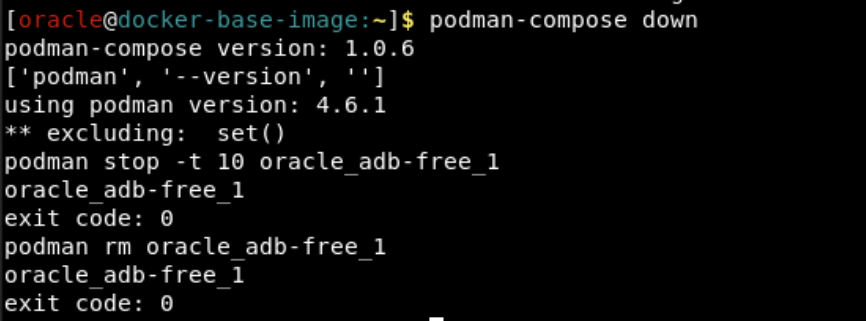 [oracle@docker-base-image:~]$ podman-compose down
podman-compose version: 1.0.6
['podman', '--version', '']
using podman version: 4.6.1
** excluding:  set()
podman stop -t 10 oracle_adb-free_1
oracle_adb-free_1
exit code: 0
podman rm oracle_adb-free_1
oracle_adb-free_1
exit code: 0